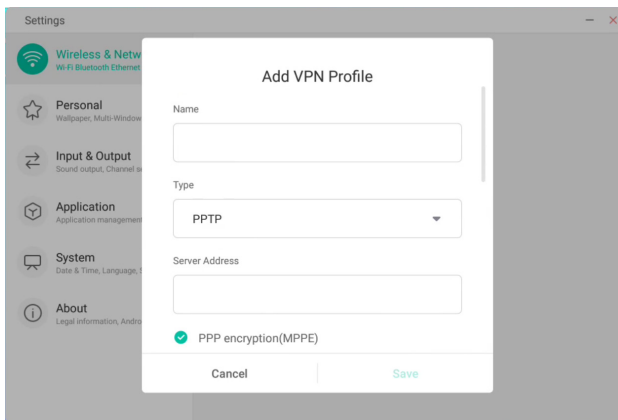 Settings
Wireless & Netw
Wi-Fi Bluetooth Ethernet
Personal
Wallpaper, Multi-Window
Input & Output
Sound output, Channel s
Application
Application management
System
Date & Time, Language, S
About
Legal information, Andro
Add VPN Profile
Name
Type
PPTP
Server Address
PPP encryption(MPPE)
Cancel
Save